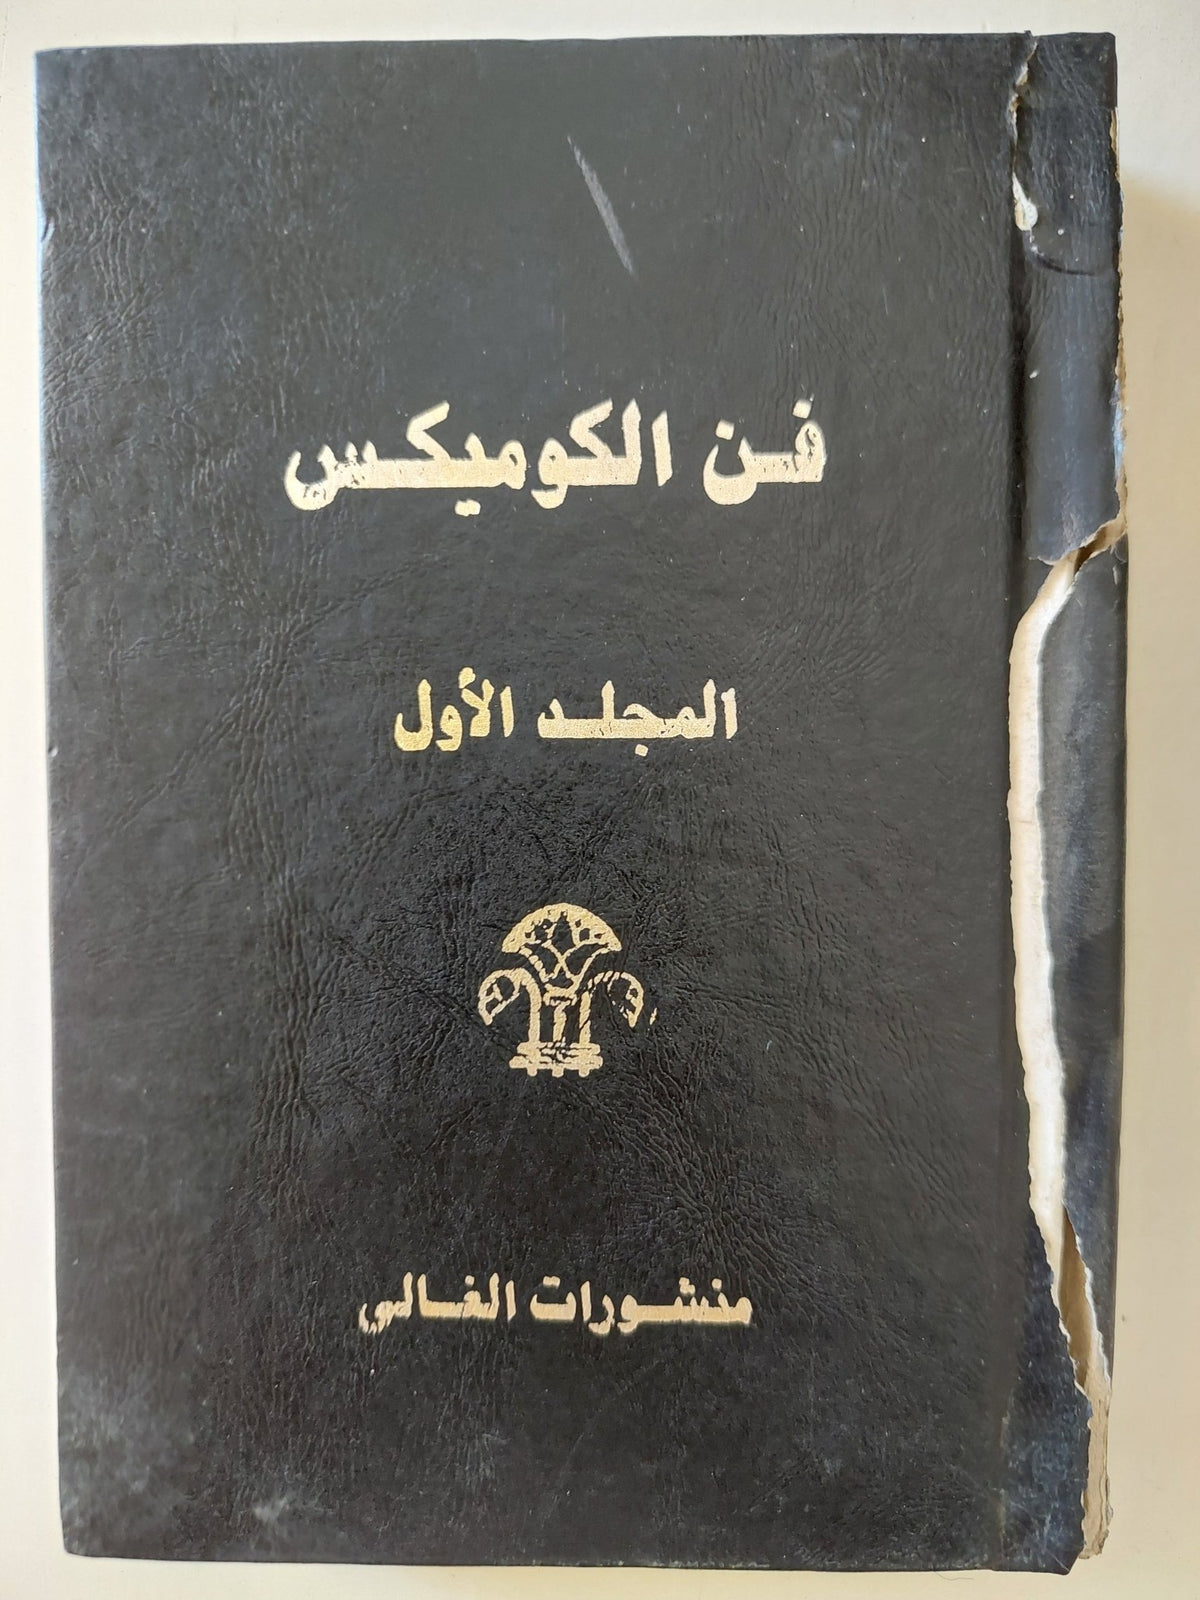 فن الكوميكس
المجلد الأول
منشورات الغالي